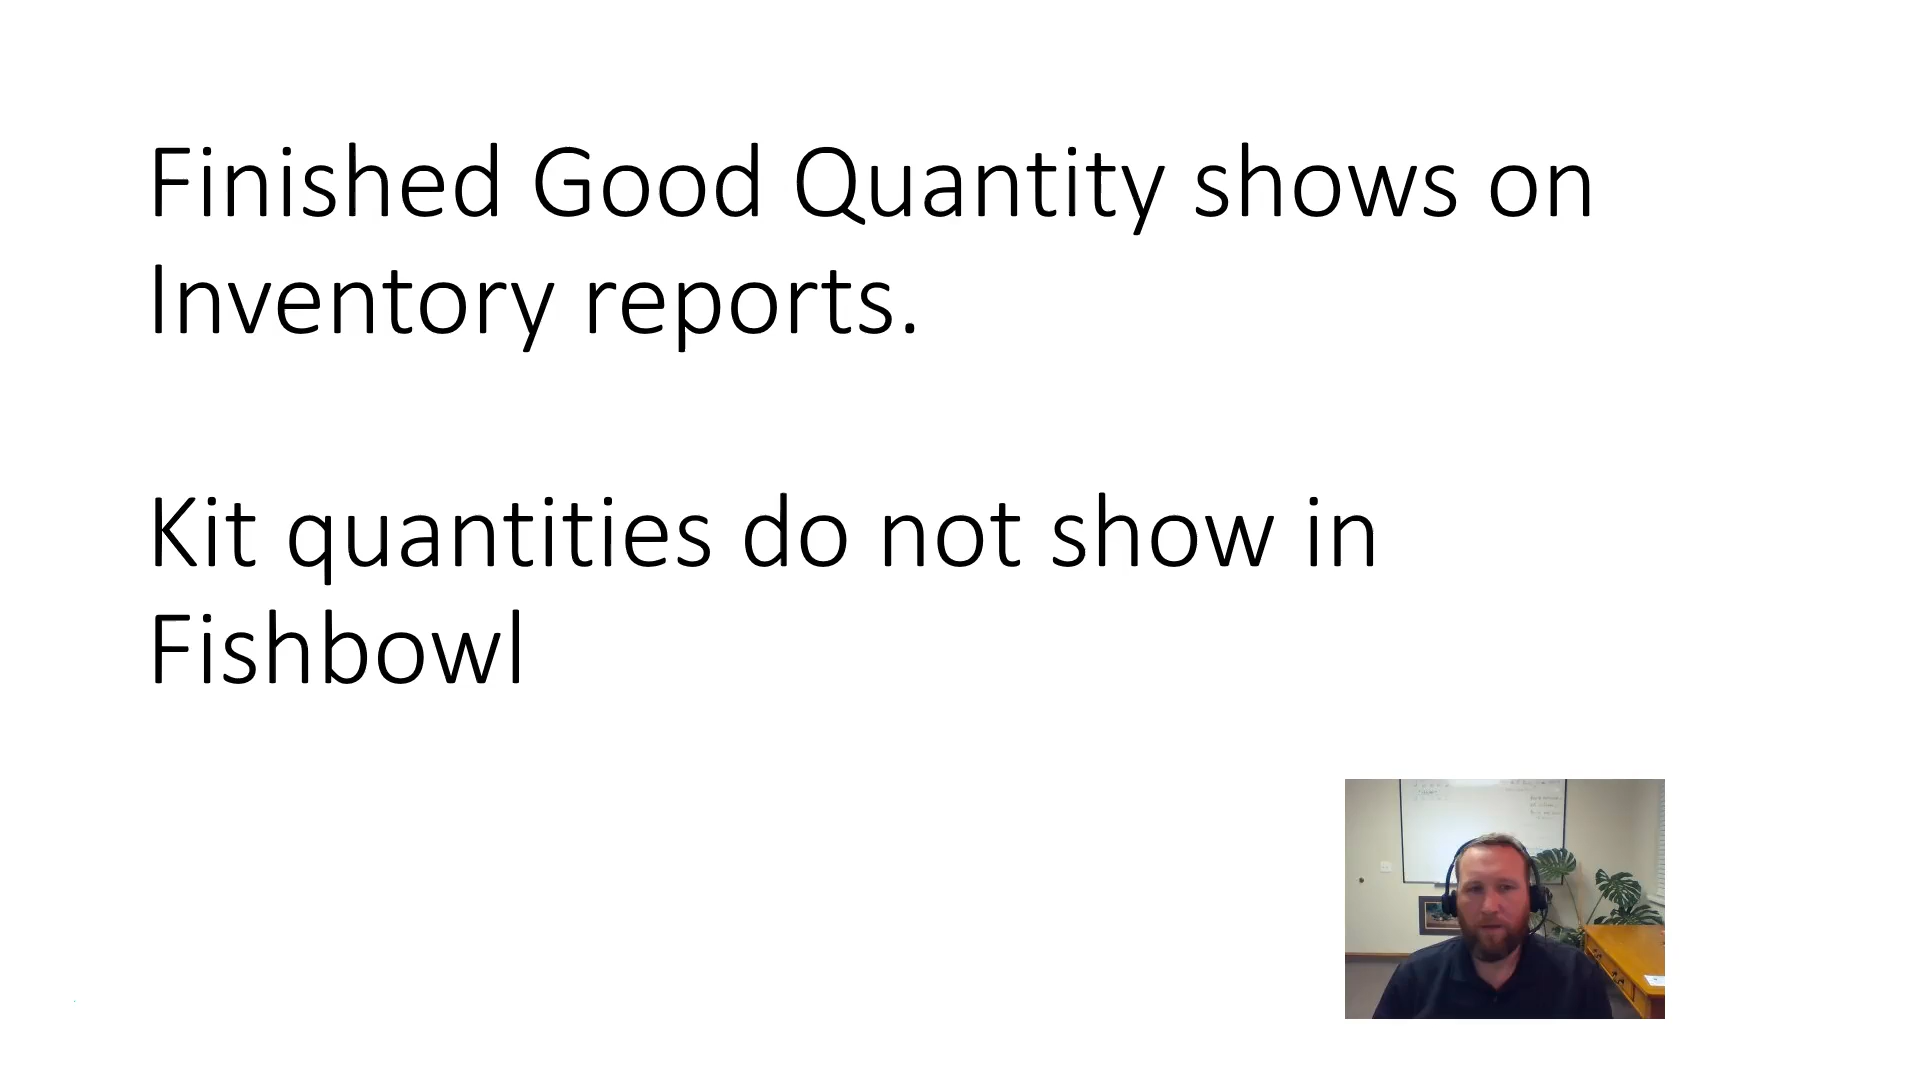 Finished Good Quantity shows on
Inventory reports.
Kit quantities do not show in
Fishbowl